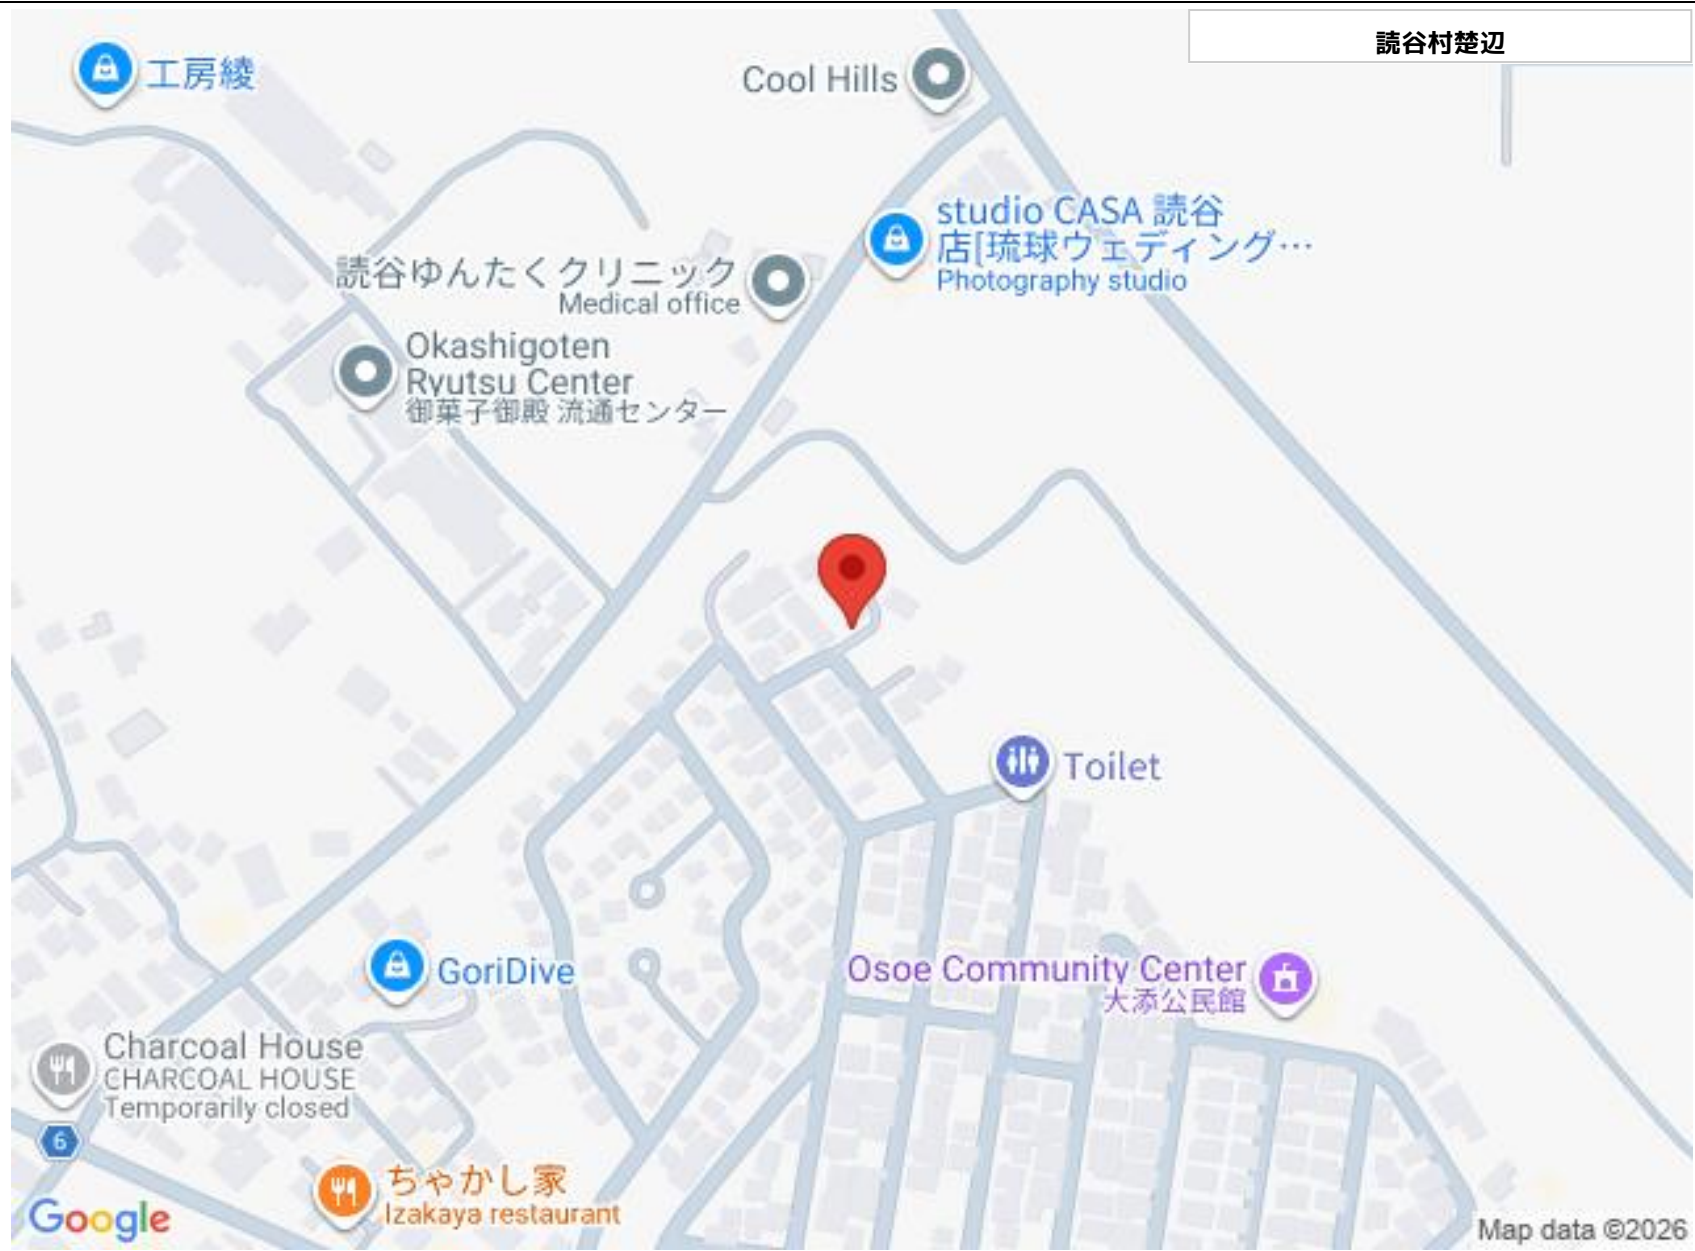 読谷村楚辺
工房綾
Cool Hills
studio CASA 読谷
店[琉球ウェディング…
Photography studio
読谷ゆんたくクリニック
Medical office
Okashigoten
Ryutsu Center
御菓子御殿 流通センター
Toilet
GoriDive
Osoe Community Center
大添公民館
Charcoal House
CHARCOAL HOUSE
Temporarily closed
6
ちゃかし家
Izakaya restaurant
Google
Map data ©2026